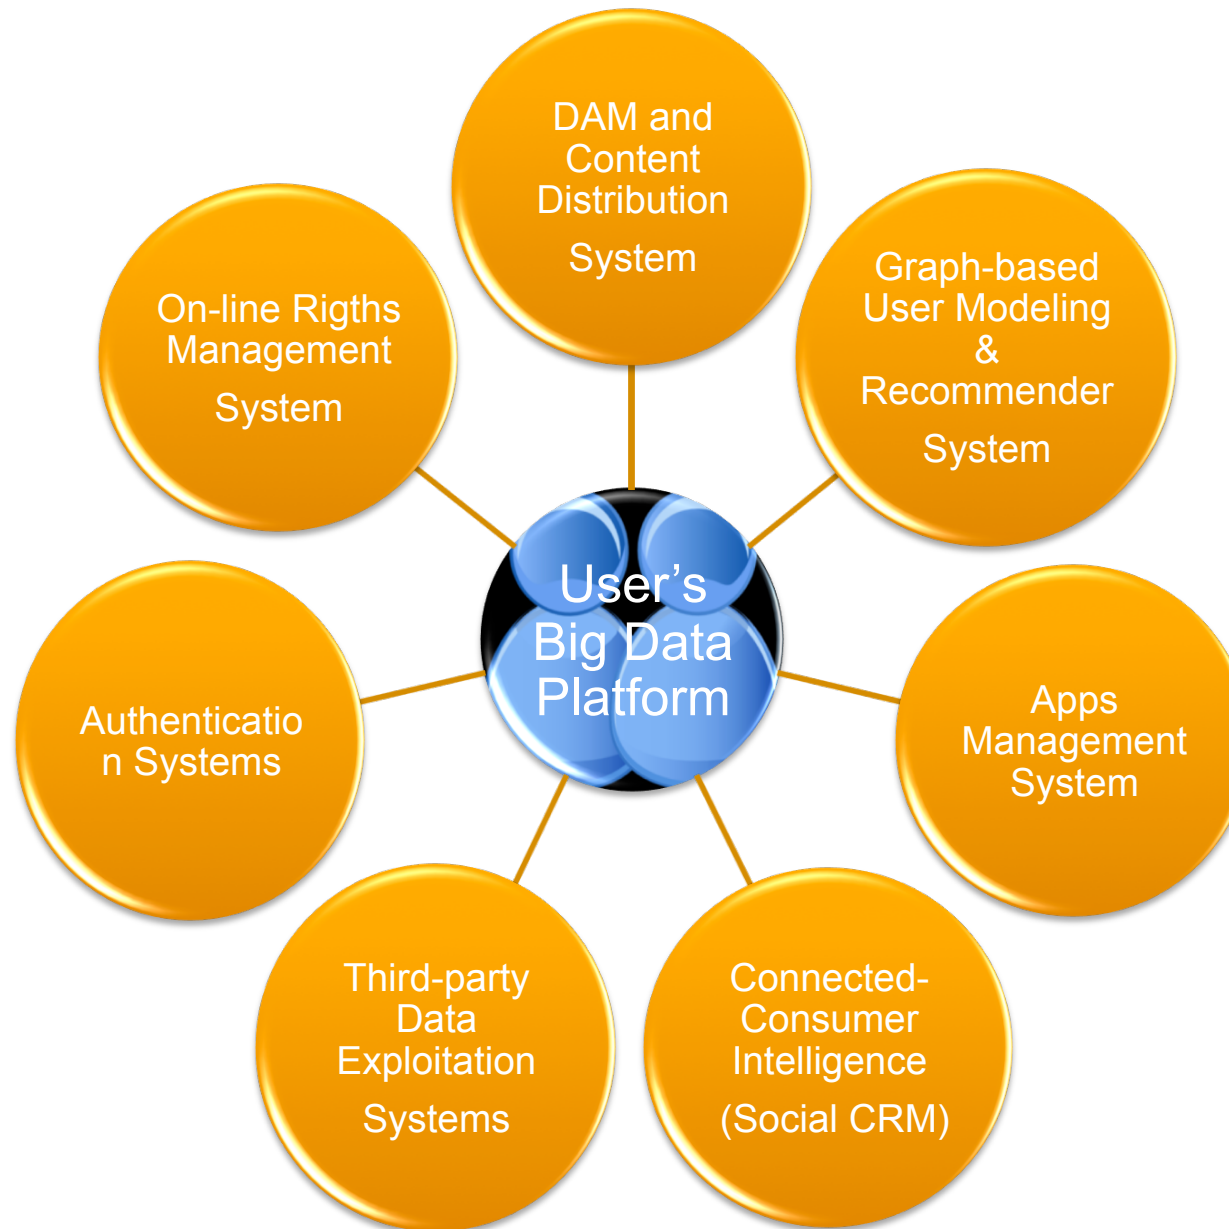 DAM and
Content
Distribution
System
Graph-based
User Modeling
&
Recommender
System
Apps
Management
System
Connected-
Consumer
Intelligence
(Social CRM)
Third-party
Data
Exploitation
Systems
Authenticatio
n Systems
On-line Rigths
Management
System
User’s
Big Data
Platform